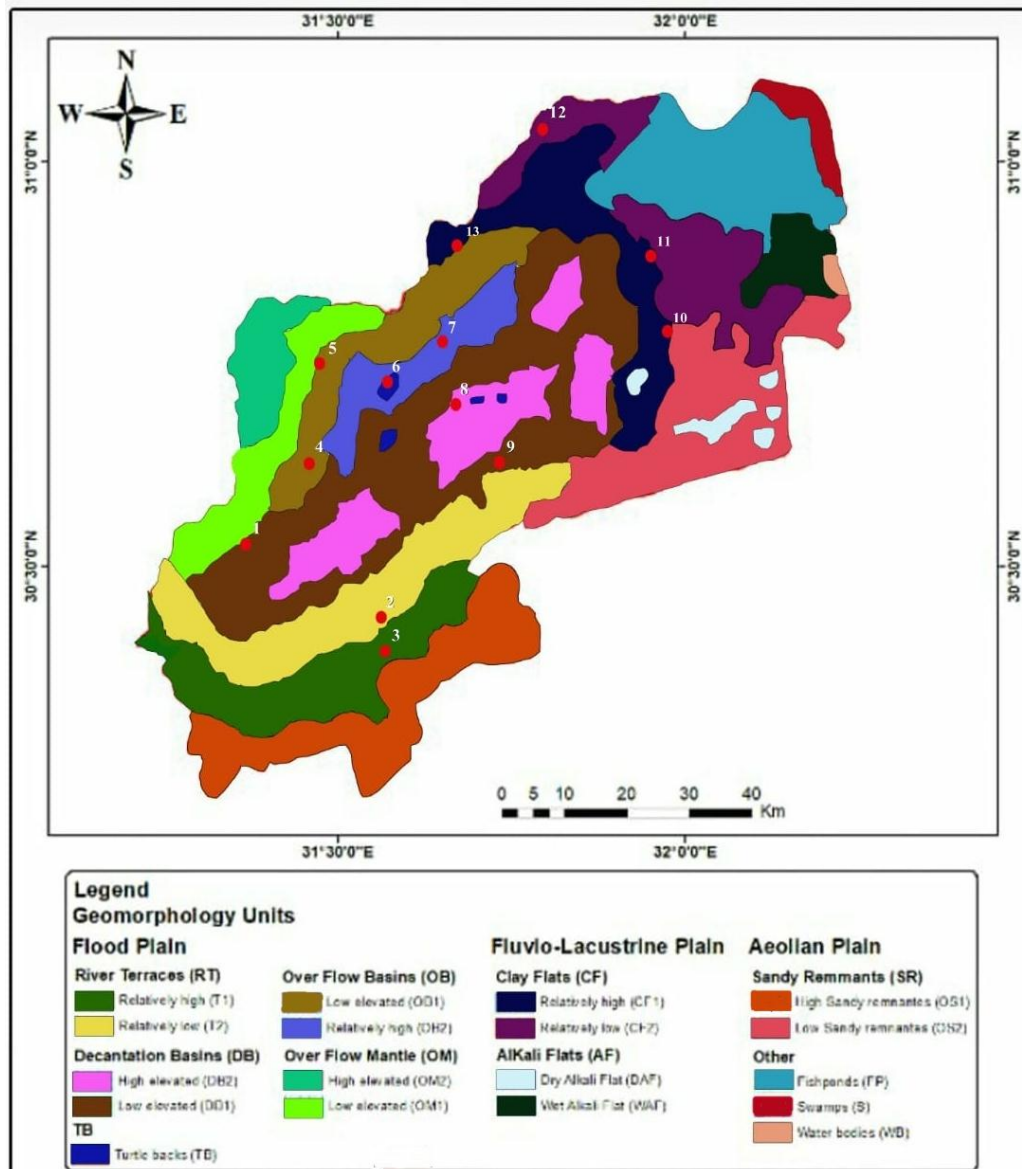 31°30'0"E 32°0'0"E
N
W E
S
31°0'0"N 31°0'0"N
12
13
11
10
7
5
6
8
4
9
1
30°30'0"N 30°30'0"N
2
3
0 5 10 20 30 40
Km
31°30'0"E 32°0'0"E
Legend
Geomorphology Units
Flood Plain
River Terraces (RT)
Relatively high (T1)
Relatively low (T2)
Decantation Basins (DB)
High elevated (DB2)
Low elevated (DB1)
TB
Turtle backs (TB)
Over Flow Basins (OB)
Low elevated (OB1)
Relatively high (OB2)
Over Flow Mantle (OM)
High elevated (OM2)
Low elevated (OM1)
Fluvio-Lacustrine Plain
Clay Flats (CF)
Relatively high (CF1)
Relatively low (CF2)
AlKali Flats (AF)
Dry Alkali Flat (DAF)
Wet Alkali Flat (WAF)
Aeolian Plain
Sandy Remnants (SR)
High Sandy remnantes (OS1)
Low Sandy remnantes (OS2)
Other
Fishponds (FP)
Swamps (S)
Water bodies (WB)